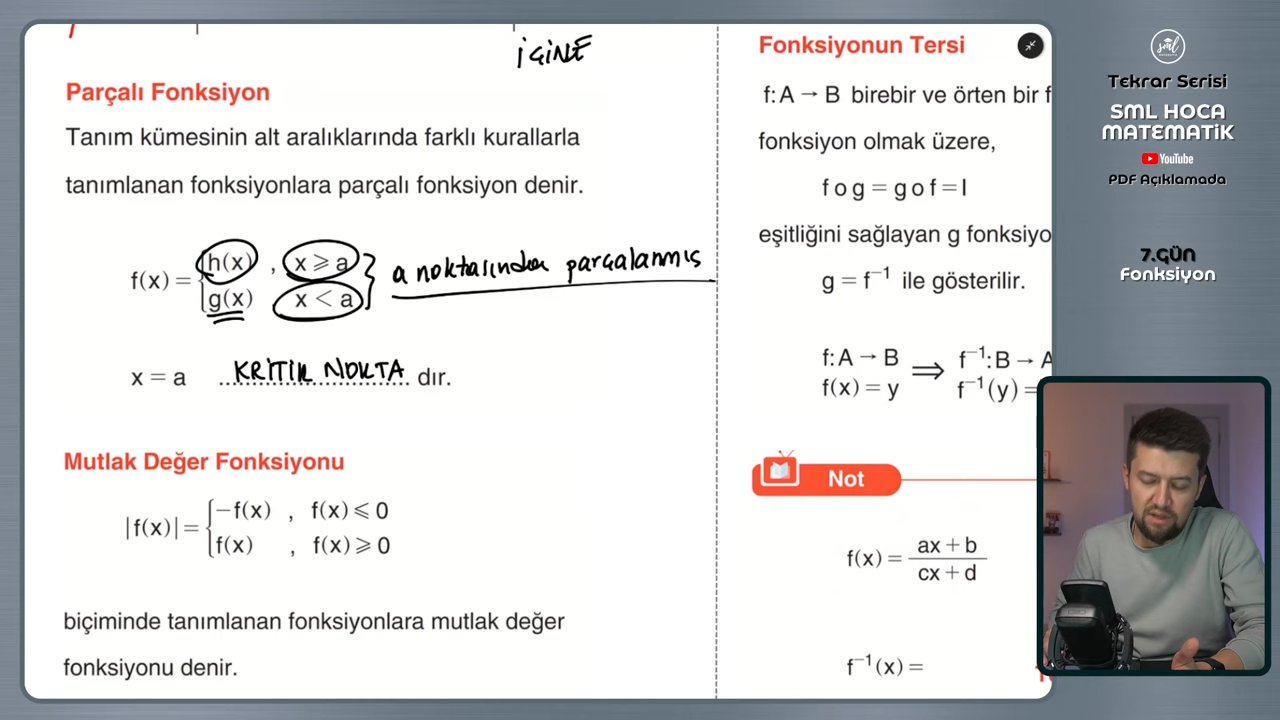 İÇİNE
Parçalı Fonksiyon
Tanım kümesinin alt aralıklarında farklı kurallarla
tanımlanan fonksiyonlara parçalı fonksiyon denir.
f(x) = { h(x) , x ⩾ a
g(x) x < a } a noktasından parçalanmış
x = a KRİTİK NOKTA dır.
Mutlak Değer Fonksiyonu
|f(x)| = { −f(x) , f(x) ⩽ 0
f(x) , f(x) ⩾ 0
biçiminde tanımlanan fonksiyonlara mutlak değer
fonksiyonu denir.
Fonksiyonun Tersi
f: A → B birebir ve örten bir f
fonksiyon olmak üzere,
f o g = g o f = I
eşitliğini sağlayan g fonksiyo
g = f⁻¹ ile gösterilir.
f: A → B ⟹ f⁻¹: B → A
f(x) = y f⁻¹(y) =
Not
f(x) = (ax + b)/(cx + d)
f⁻¹(x) =
sml
Tekrar Serisi
SML HOCA
MATEMATİK
YouTube
PDF Açıklamada
7.GÜN
Fonksiyon